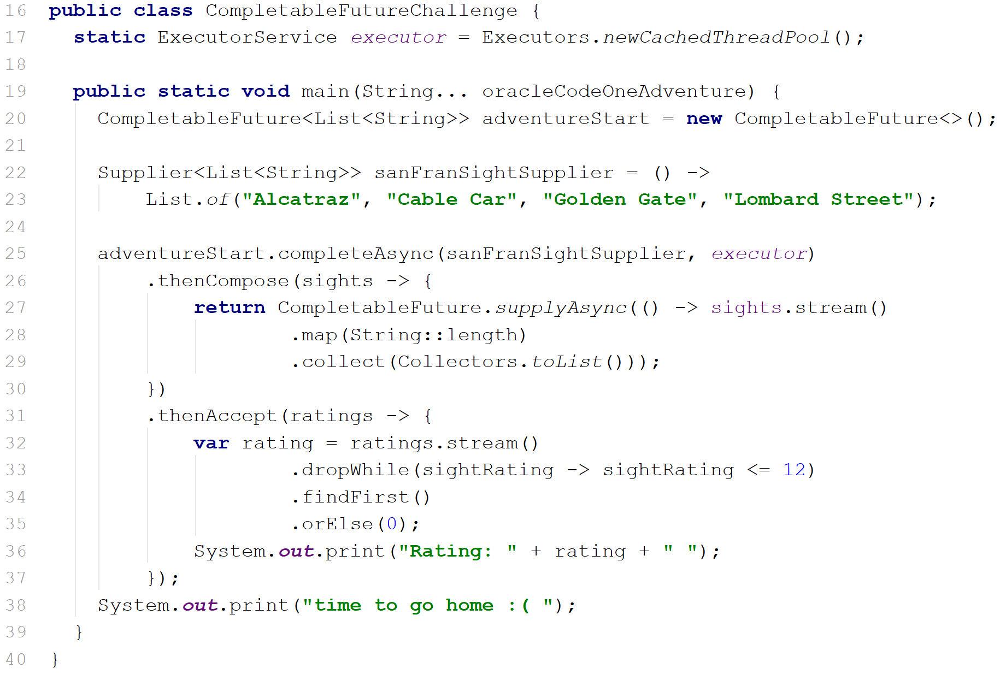 16 public class CompletableFutureChallenge {
17   static ExecutorService executor = Executors.newCachedThreadPool();
18
19   public static void main(String... oracleCodeOneAdventure) {
20     CompletableFuture<List<String>> adventureStart = new CompletableFuture<>();
21
22     Supplier<List<String>> sanFranSightSupplier = () ->
23         List.of("Alcatraz", "Cable Car", "Golden Gate", "Lombard Street");
24
25     adventureStart.completeAsync(sanFranSightSupplier, executor)
26         .thenCompose(sights -> {
27             return CompletableFuture.supplyAsync(() -> sights.stream()
28                     .map(String::length)
29                     .collect(Collectors.toList()));
30         })
31         .thenAccept(ratings -> {
32             var rating = ratings.stream()
33                     .dropWhile(sightRating -> sightRating <= 12)
34                     .findFirst()
35                     .orElse(0);
36             System.out.print("Rating: " + rating + " ");
37         });
38     System.out.print("time to go home :( ");
39   }
40 }